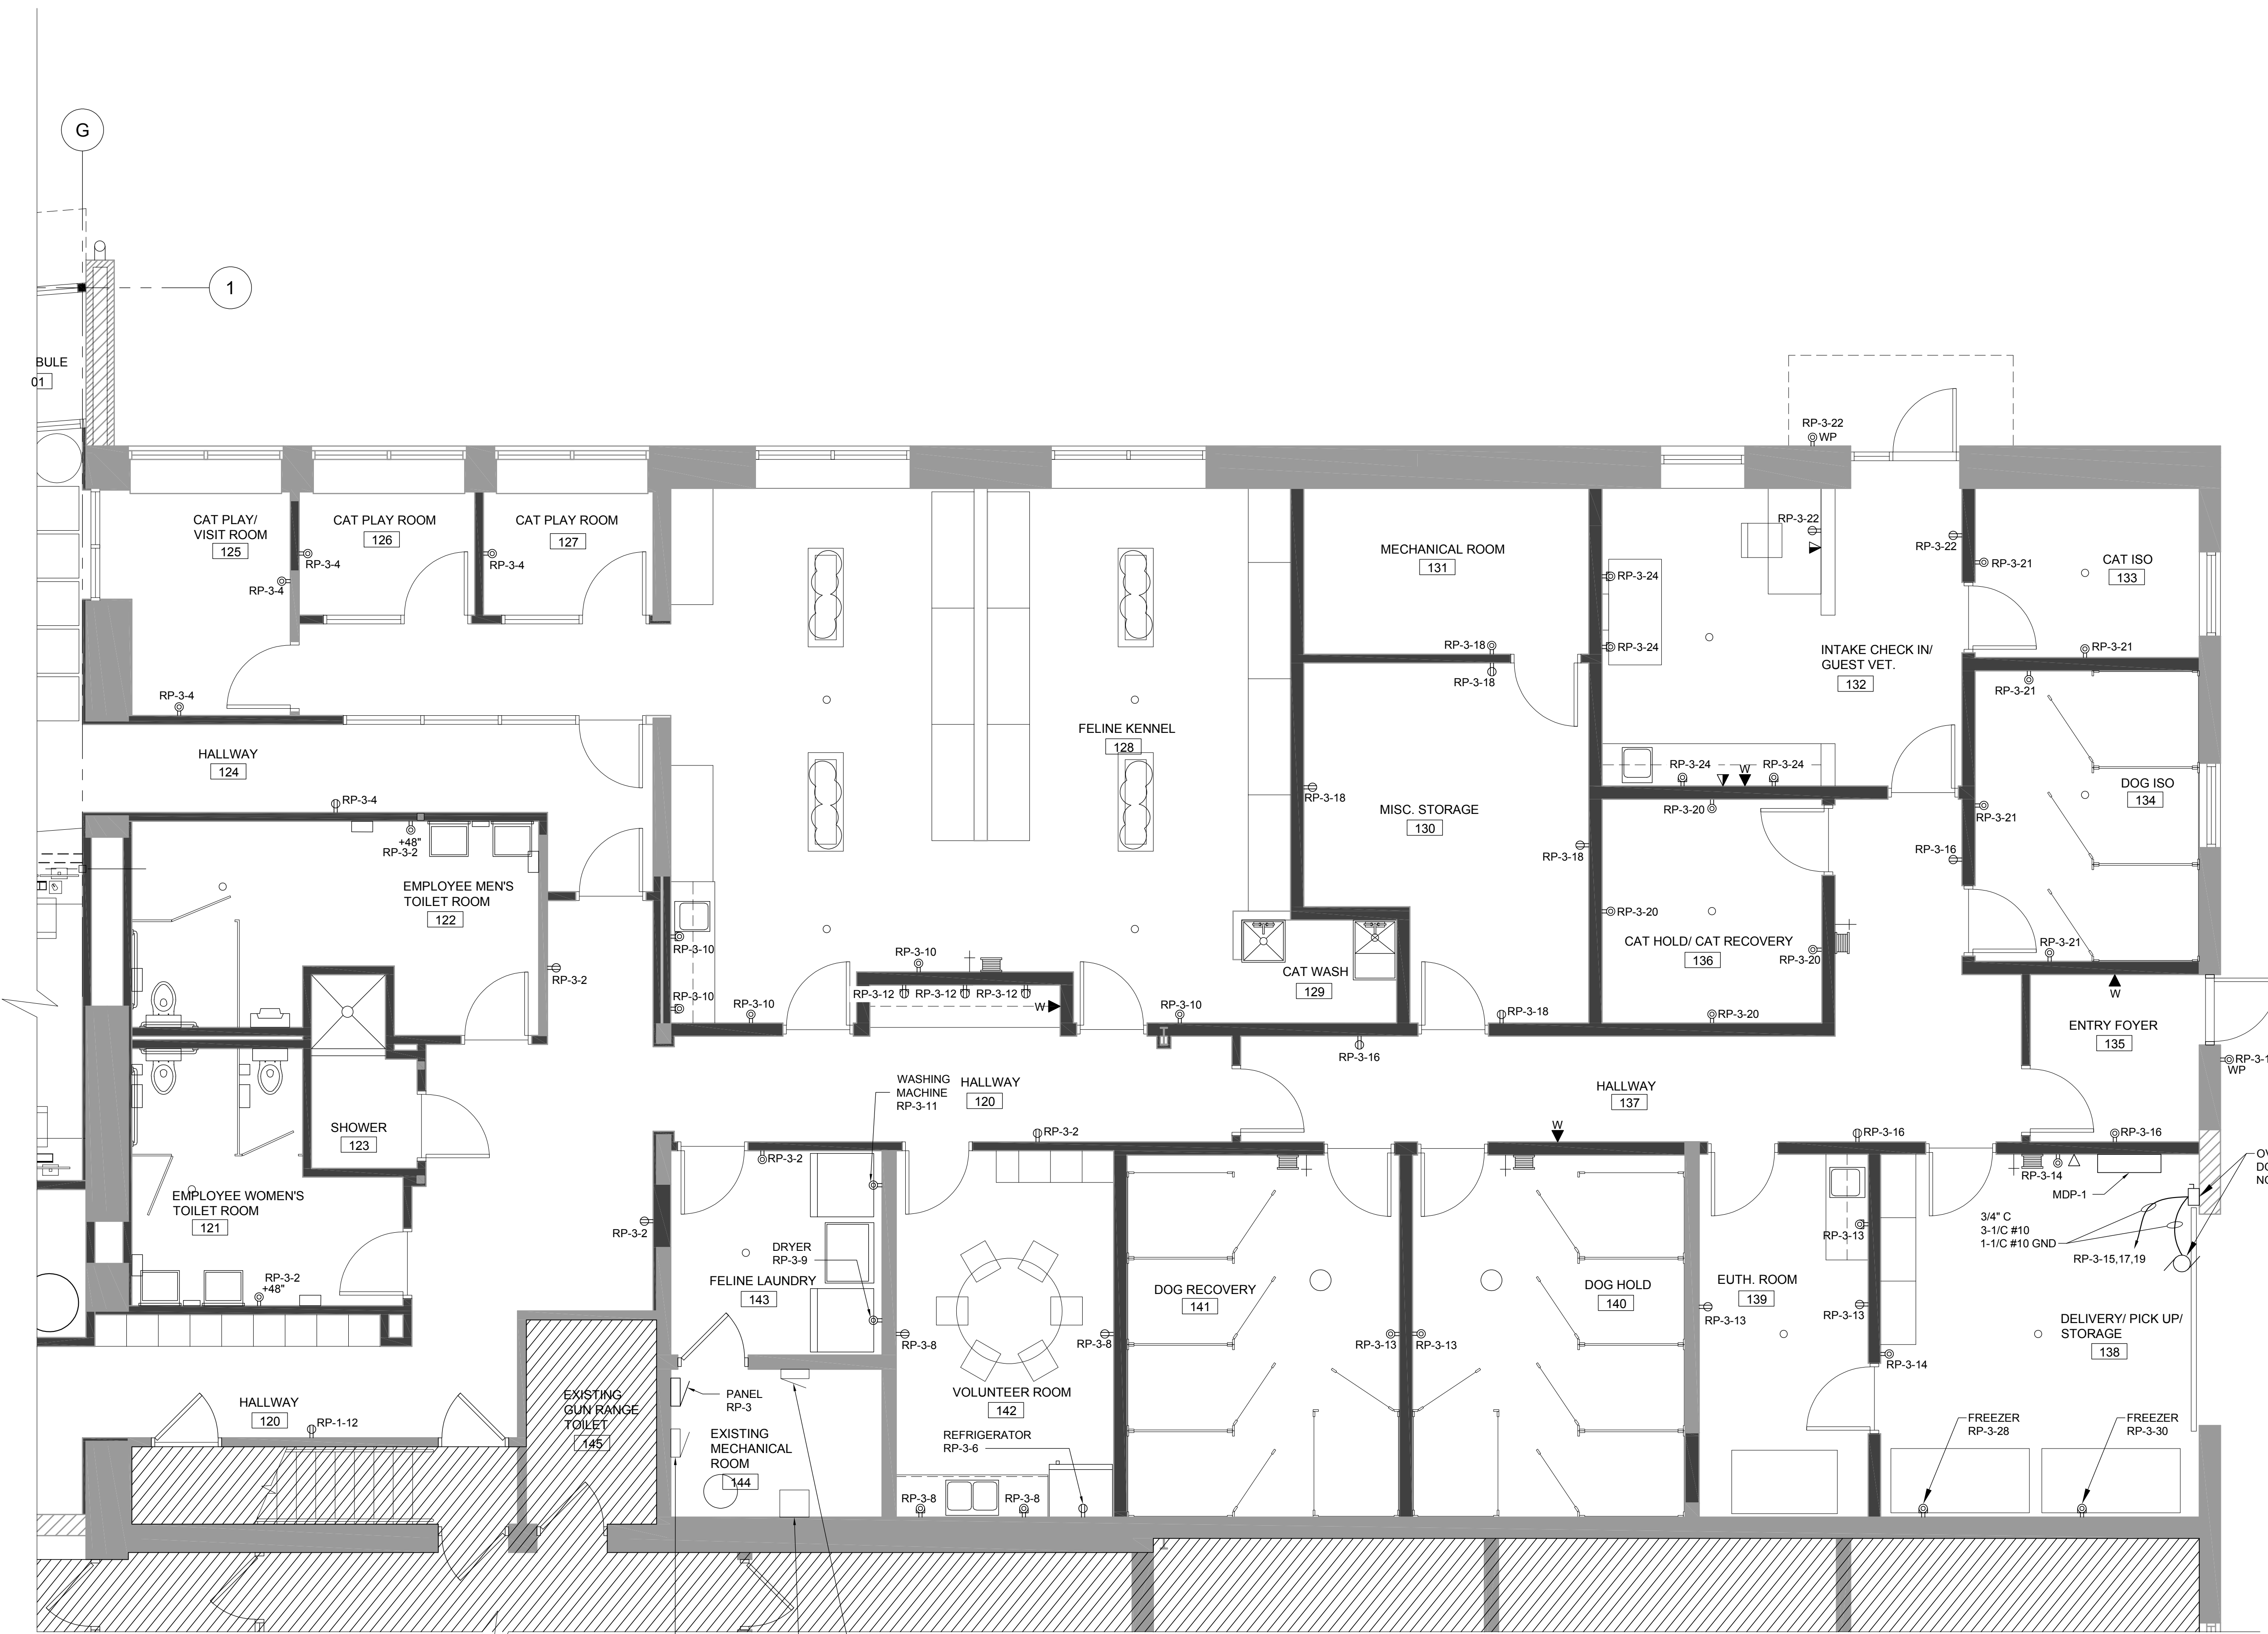 G
1
BULE
01
RP-3-22
WP
CAT PLAY/
VISIT ROOM
125
CAT PLAY ROOM
126
CAT PLAY ROOM
127
RP-3-4
RP-3-4
RP-3-4
RP-3-4
MECHANICAL ROOM
131
RP-3-22
RP-3-22
RP-3-24
RP-3-24
CAT ISO
133
RP-3-21
RP-3-21
RP-3-21
RP-3-18
RP-3-18
INTAKE CHECK IN/
GUEST VET.
132
HALLWAY
124
RP-3-4
FELINE KENNEL
128
RP-3-18
MISC. STORAGE
130
RP-3-18
RP-3-24
W
RP-3-24
RP-3-20
DOG ISO
134
RP-3-21
RP-3-16
+48"
RP-3-2
EMPLOYEE MEN'S
TOILET ROOM
122
RP-3-2
RP-3-10
RP-3-10
RP-3-10
RP-3-10
RP-3-12
RP-3-12
RP-3-12
W
RP-3-10
CAT WASH
129
RP-3-18
RP-3-20
CAT HOLD/ CAT RECOVERY
136
RP-3-20
RP-3-20
RP-3-21
W
ENTRY FOYER
135
RP-3-1
WP
RP-3-16
WASHING
MACHINE
RP-3-11
HALLWAY
120
HALLWAY
137
W
RP-3-2
RP-3-16
RP-3-16
SHOWER
123
EMPLOYEE WOMEN'S
TOILET ROOM
121
RP-3-2
+48"
RP-3-2
RP-3-2
DRYER
RP-3-9
FELINE LAUNDRY
143
RP-3-8
RP-3-8
DOG RECOVERY
141
RP-3-13
RP-3-13
DOG HOLD
140
RP-3-13
EUTH. ROOM
139
RP-3-13
RP-3-13
RP-3-14
MDP-1
OV
DO
NO
3/4" C
3-1/C #10
1-1/C #10 GND
RP-3-15,17,19
DELIVERY/ PICK UP/
STORAGE
138
RP-3-14
HALLWAY
120
RP-1-12
EXISTING
GUN RANGE
TOILET
145
PANEL
RP-3
EXISTING
MECHANICAL
ROOM
144
VOLUNTEER ROOM
142
REFRIGERATOR
RP-3-6
RP-3-8
RP-3-8
FREEZER
RP-3-28
FREEZER
RP-3-30